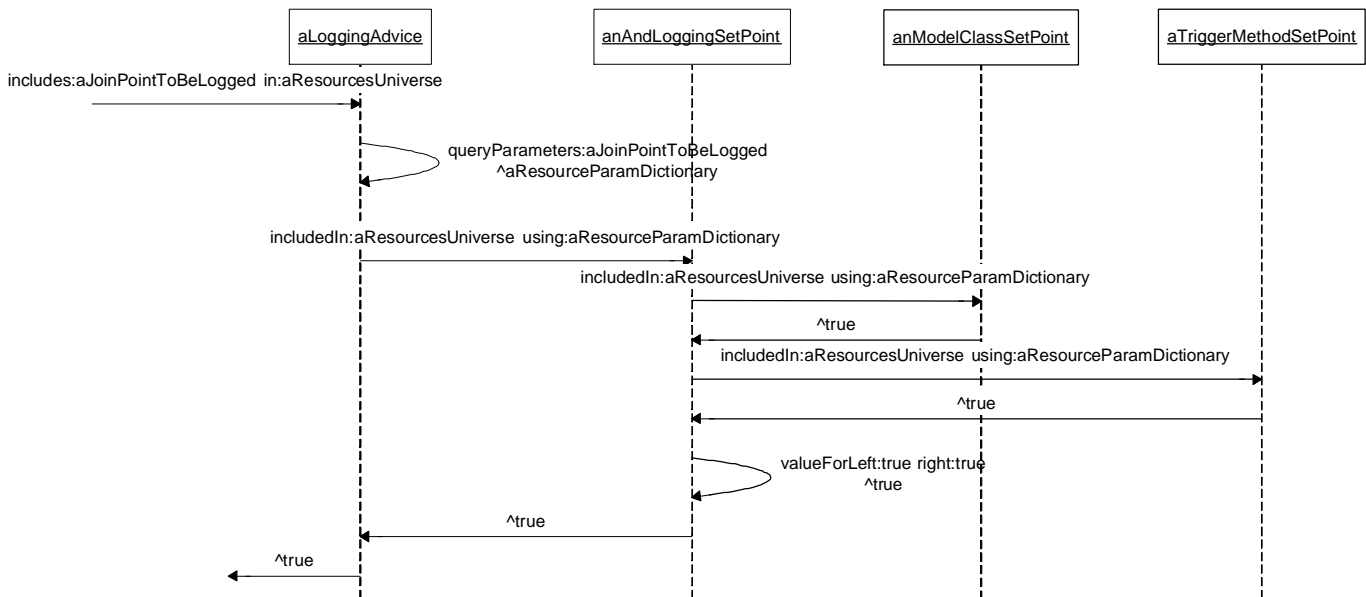 aLoggingAdvice
anAndLoggingSetPoint
anModelClassSetPoint
aTriggerMethodSetPoint
includes:aJoinPointToBeLogged in:aResourcesUniverse
queryParameters:aJoinPointToBeLogged
^aResourceParamDictionary
includedIn:aResourcesUniverse using:aResourceParamDictionary
includedIn:aResourcesUniverse using:aResourceParamDictionary
^true
includedIn:aResourcesUniverse using:aResourceParamDictionary
^true
valueForLeft:true right:true
^true
^true
^true